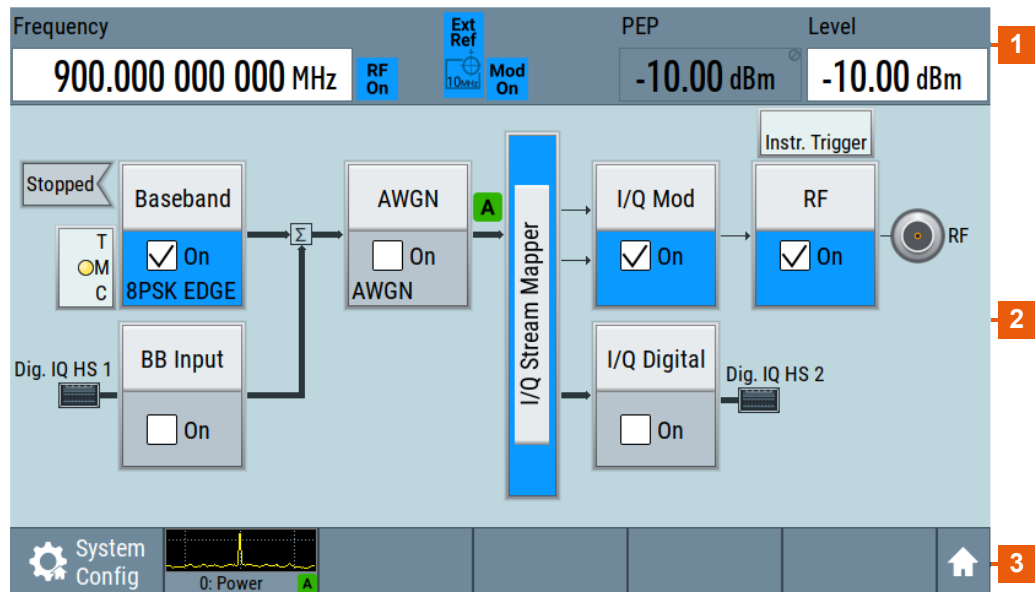 Frequency
Ext
Ref
PEP
Level
1
900.000 000 000 MHz
RF
On
10MHz
Mod
On
-10.00 dBm
-10.00 dBm
Instr. Trigger
Stopped
Baseband
AWGN
A
I/Q Mod
RF
T
M
C
On
8PSK EDGE
Σ
On
AWGN
I/Q Stream Mapper
On
On
RF
2
Dig. IQ HS 1
BB Input
On
I/Q Digital
On
Dig. IQ HS 2
System
Config
0: Power
A
3